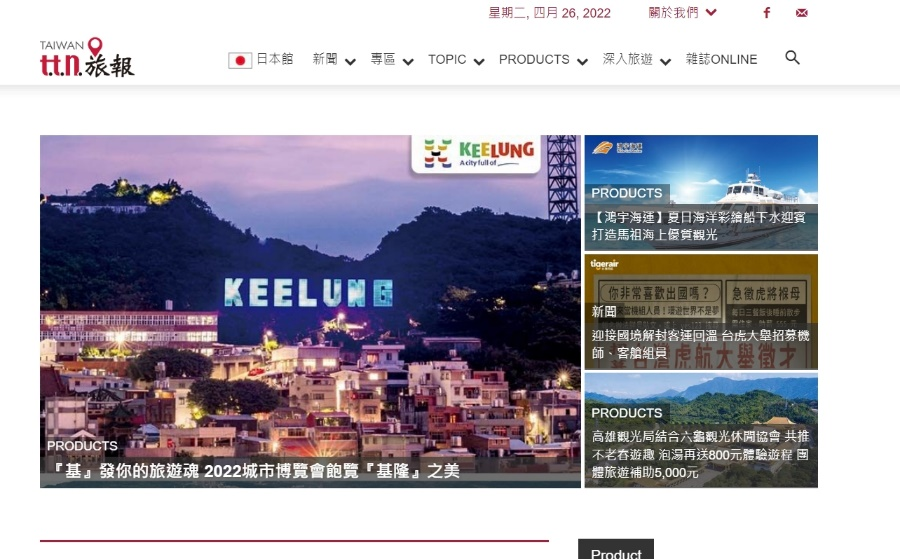 星期二, 四月 26, 2022
關於我們
TAIWAN
t.t.n.旅報
日本館
新聞
專區
TOPIC
PRODUCTS
深入旅遊
雜誌ONLINE
KEELUNG
A city full of
KEELUNG
PRODUCTS
『基』發你的旅遊魂 2022城市博覽會飽覽『基隆』之美
PRODUCTS
【鴻宇海運】夏日海洋彩繪船下水迎賓
打造馬祖海上優質觀光
tigerair
你非常喜歡出國嗎？
急徵虎將褓母
新聞
迎接國境解封客運回溫 台虎大舉招募機
師、客艙組員
PRODUCTS
高雄觀光局結合六龜觀光休閒協會 共推
不老春遊趣 泡湯再送800元體驗遊程 團
體旅遊補助5,000元
Product